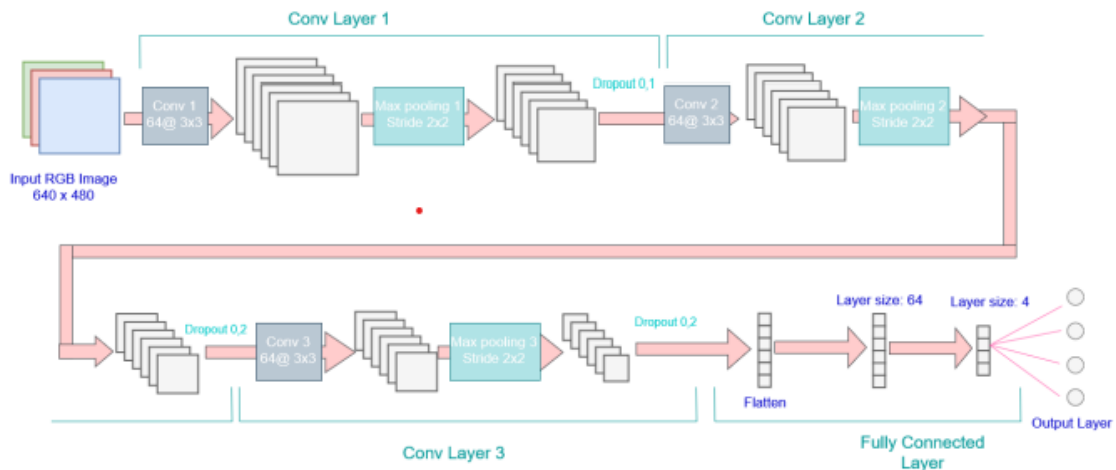 Conv Layer 1
Conv Layer 2
Input RGB Image
640 x 480
Conv 1
64@ 3x3
Max pooling 1
Stride 2x2
Dropout 0,1
Conv 2
64@ 3x3
Max pooling 2
Stride 2x2
Dropout 0,2
Conv 3
64@ 3x3
Max pooling 3
Stride 2x2
Dropout 0,2
Flatten
Layer size: 64
Layer size: 4
Output Layer
Conv Layer 3
Fully Connected
Layer